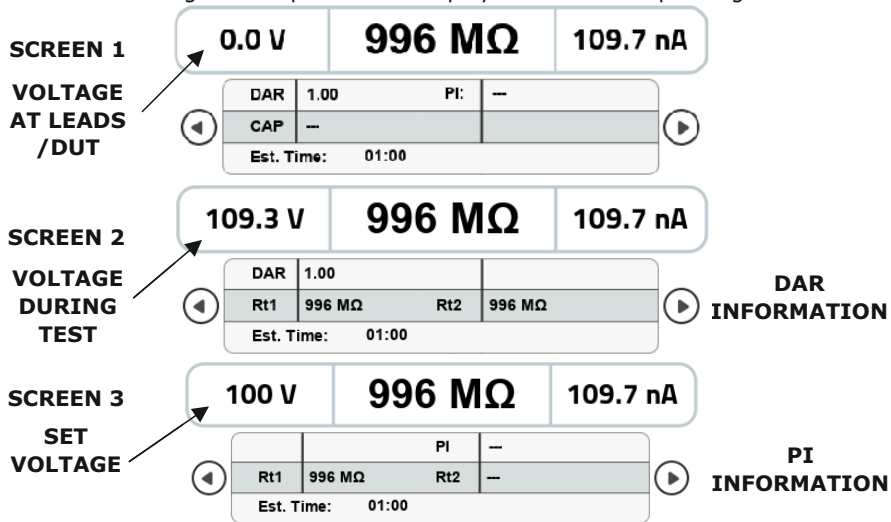 SCREEN 1
0.0 V 996 MΩ 109.7 nA
VOLTAGE
AT LEADS
/DUT
DAR 1.00 PI: ---
CAP ---
Est. Time: 01:00
SCREEN 2
109.3 V 996 MΩ 109.7 nA
VOLTAGE
DURING
TEST
DAR 1.00
Rt1 996 MΩ Rt2 996 MΩ
Est. Time: 01:00
DAR
INFORMATION
SCREEN 3
100 V 996 MΩ 109.7 nA
SET
VOLTAGE
PI ---
Rt1 996 MΩ Rt2 ---
Est. Time: 01:00
PI
INFORMATION